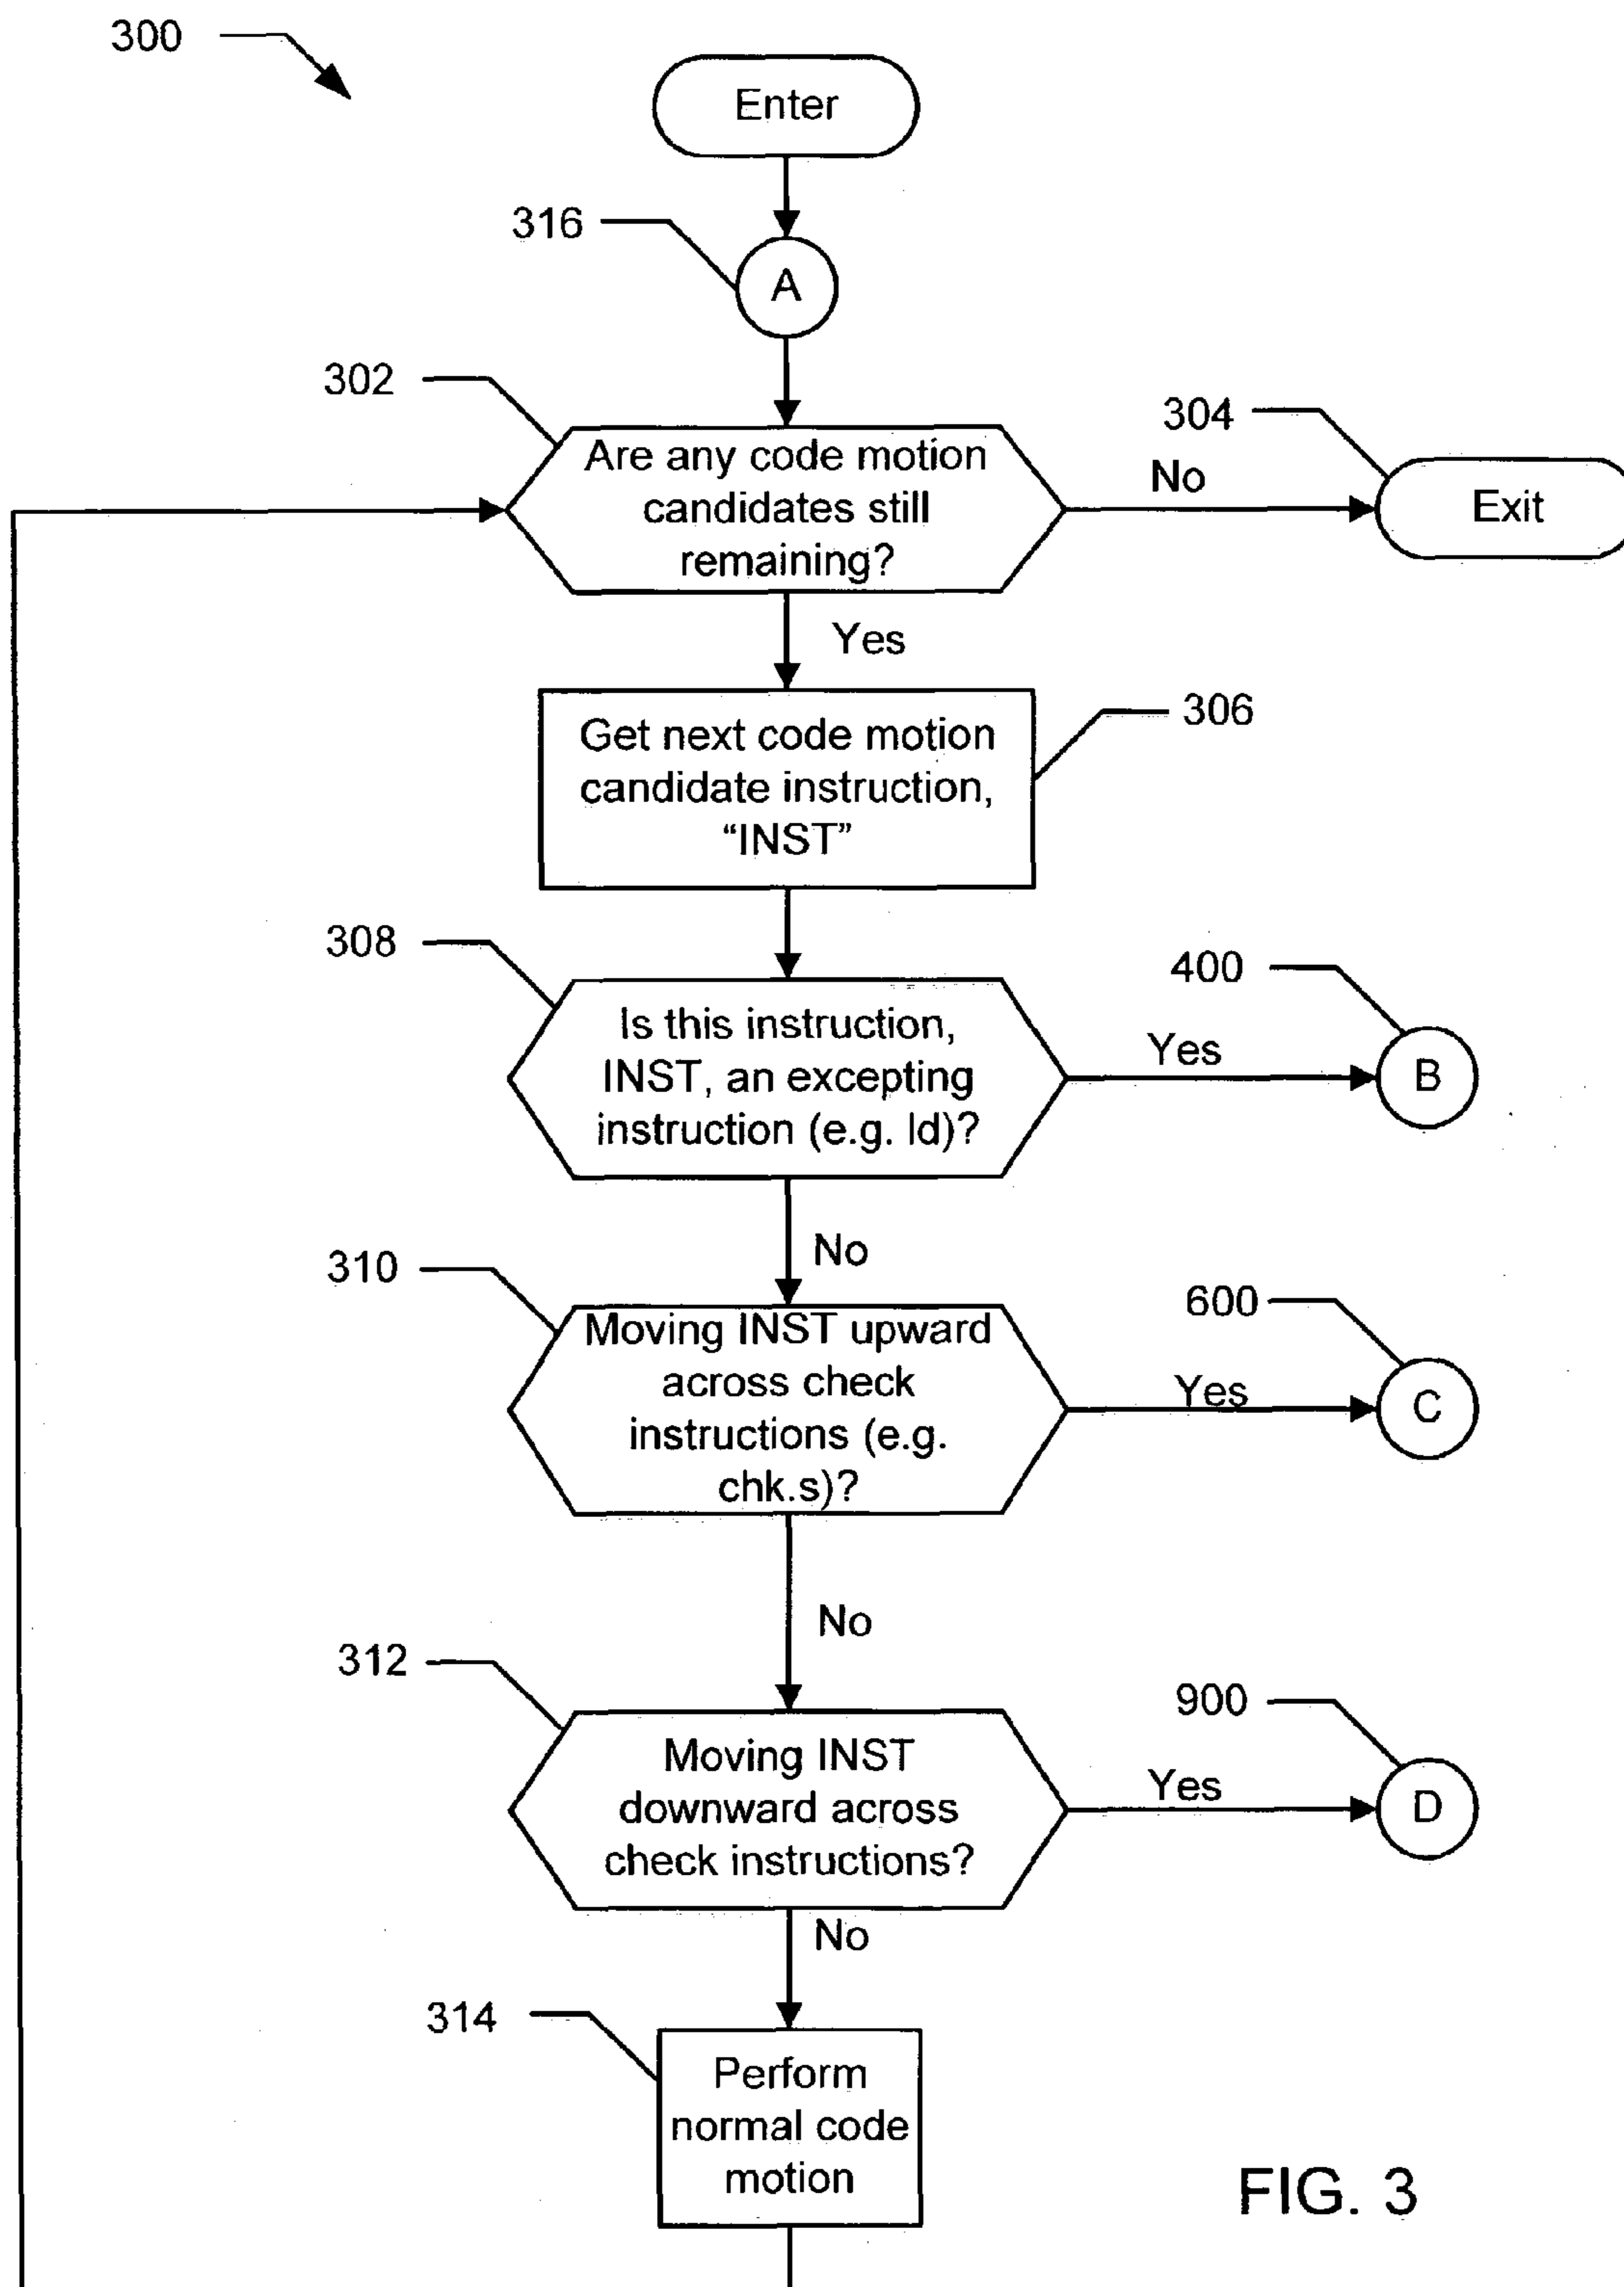 300
Enter
316
A
302
Are any code motion
candidates still
remaining?
304
No
Exit
Yes
Get next code motion
candidate instruction,
“INST”
306
308
Is this instruction,
INST, an excepting
instruction (e.g. ld)?
400
Yes
B
No
310
Moving INST upward
across check
instructions (e.g.
chk.s)?
600
Yes
C
No
312
Moving INST
downward across
check instructions?
900
Yes
D
No
314
Perform
normal code
motion
FIG. 3